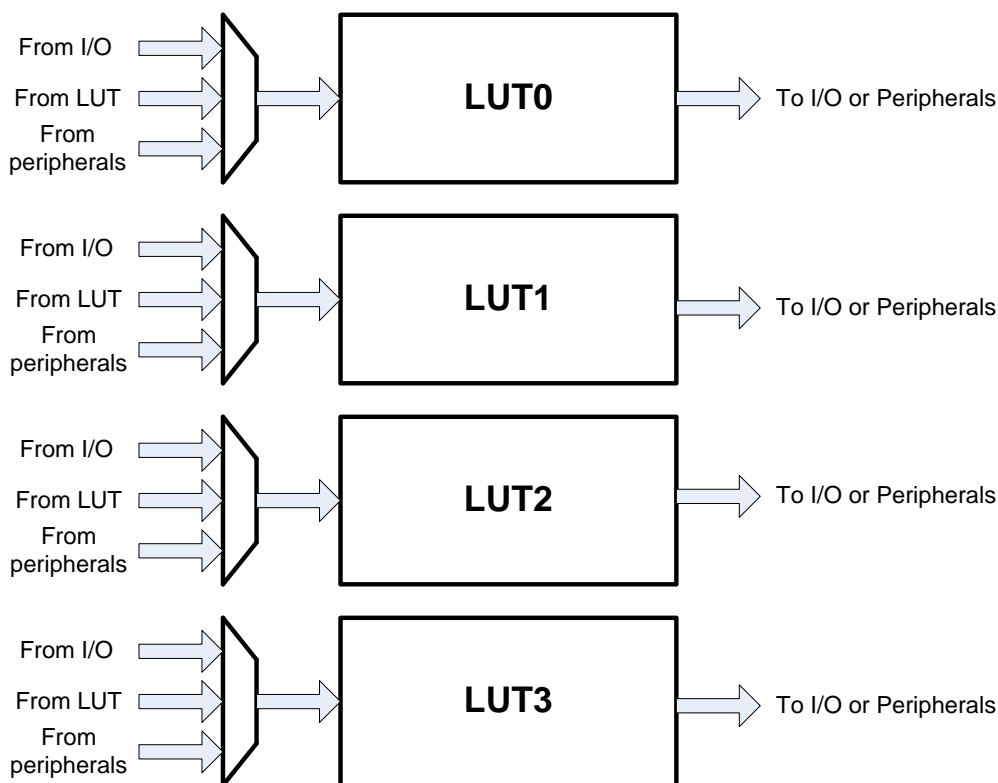 From I/O
From LUT
From
peripherals
LUT0
To I/O or Peripherals
From I/O
From LUT
From
peripherals
LUT1
To I/O or Peripherals
From I/O
From LUT
From
peripherals
LUT2
To I/O or Peripherals
From I/O
From LUT
From
peripherals
LUT3
To I/O or Peripherals